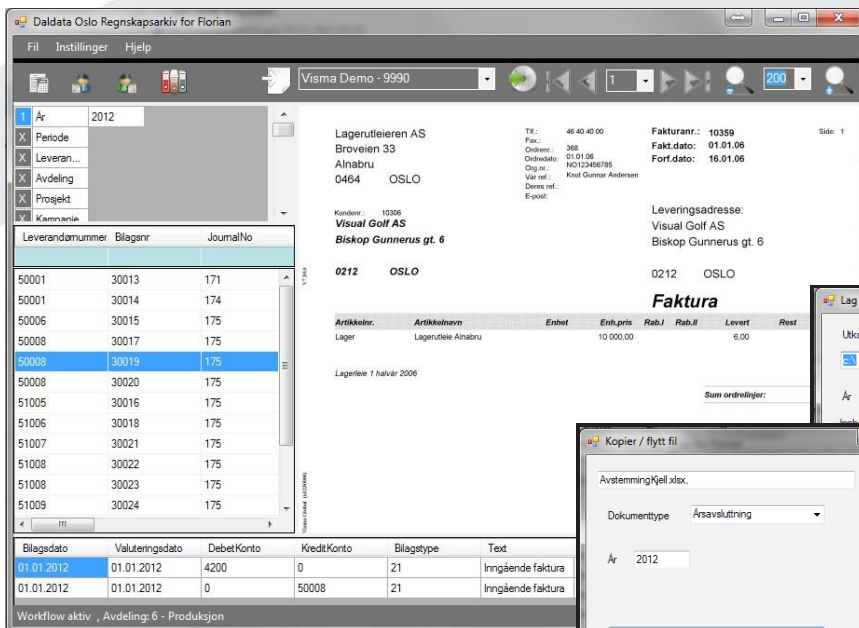 Daldata Oslo Regnskapsarkiv for Florian
Fil Instillinger Hjelp
Visma Demo - 9990 1 200
1 År 2012
X Periode
X Leveran...
X Avdeling
X Prosjekt
X Kampanje
Leverandørnummer Bilagsnr JournalNo
50001 30013 171
50001 30014 174
50006 30015 175
50008 30017 175
50008 30019 175
50008 30020 175
51005 30016 175
51006 30018 175
51007 30021 175
51008 30022 175
51008 30023 175
51009 30024 175
Lagerutleieren AS
Broveien 33
Alnabru
0464 OSLO
Tlf.: 46 40 40 00
Fax.:
Ordrenr.: 368
Ordredato: 01.01.06
Org.nr.: NO123456785
Vår ref.: Knut Gunnar Andersen
Deres ref.:
E-post:
Fakturanr.: 10359
Fakt.dato: 01.01.06
Forf.dato: 16.01.06
Side: 1
Kundenr.: 10306
Visual Golf AS
Biskop Gunnerus gt. 6
0212 OSLO
Leveringsadresse:
Visual Golf AS
Biskop Gunnerus gt. 6
0212 OSLO
Faktura
Artikkelnr. Artikkelnavn Enhet Enh.pris Rab.I Rab.II Levert Rest
Lager Lagerutleie Alnabru 10 000,00 6,00
Lagerleie 1 halvår 2006
Sum ordrelinjer:
Lag
Utko
c:\
År
Kopier / flytt fil
AvstemmingKjell.xlsx,
Dokumenttype Årsavsluttning
År 2012
Bilagsdato Valuteringsdato DebetKonto KreditKonto Bilagstype Text
01.01.2012 01.01.2012 4200 0 21 Inngående faktura
01.01.2012 01.01.2012 0 50008 21 Inngående faktura
Workflow aktiv , Avdeling: 6 - Produksjon